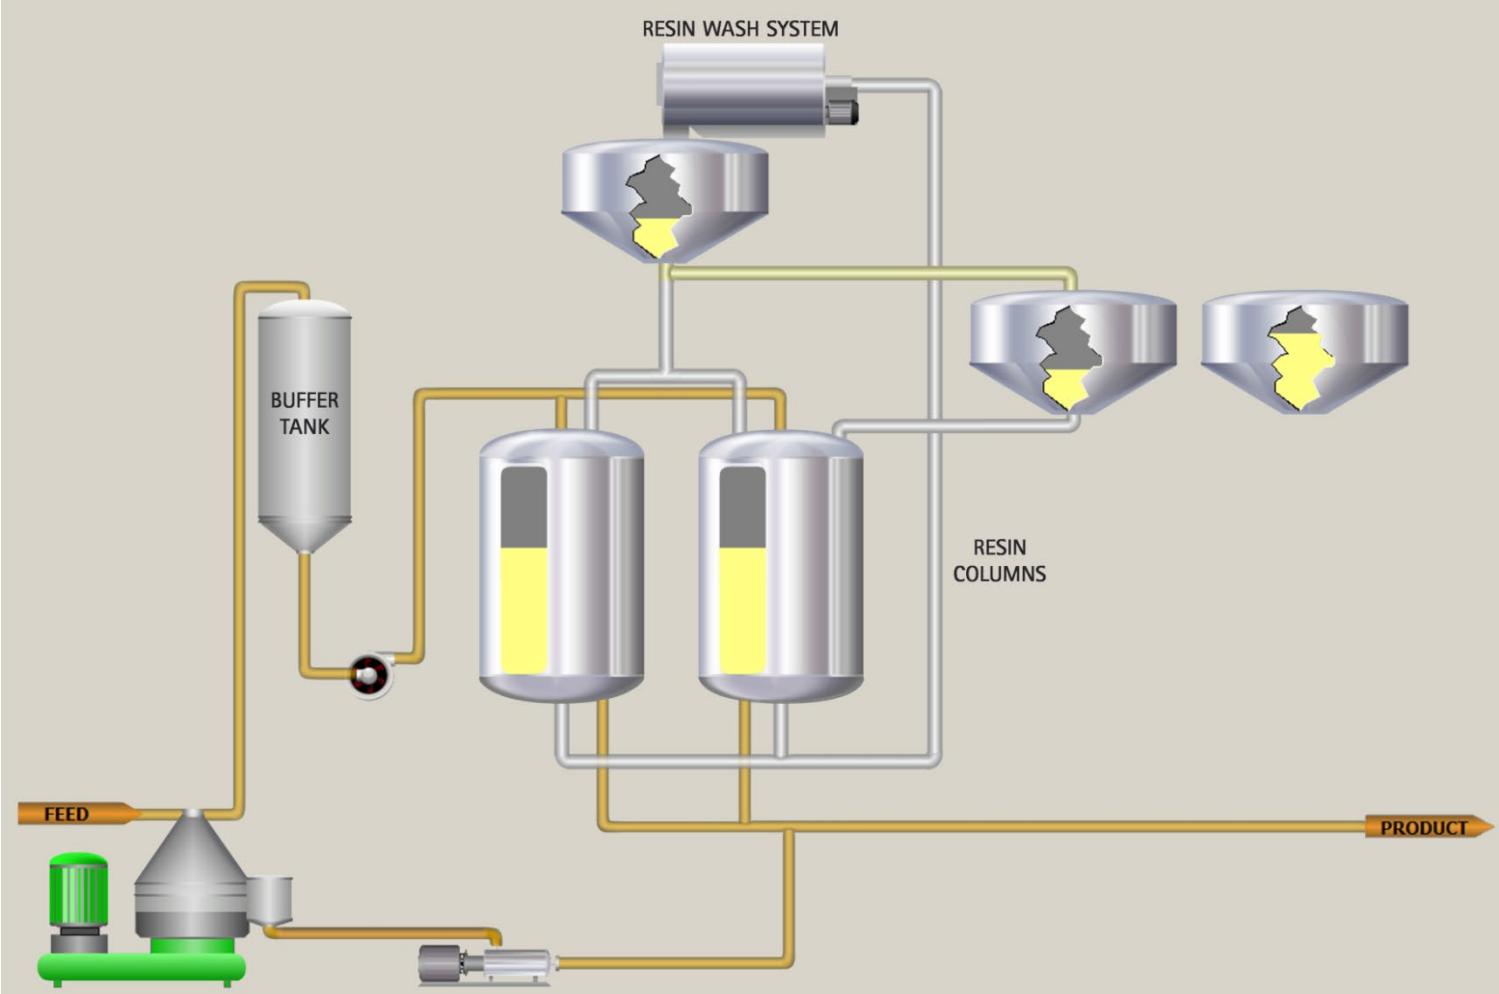 RESIN WASH SYSTEM
BUFFER
TANK
RESIN
COLUMNS
FEED
PRODUCT